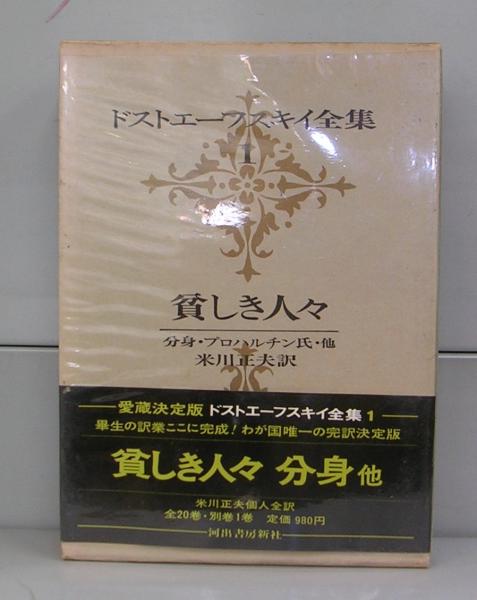 ドストエーフスキイ全集
1
貧しき人々
分身・プロハルチン氏・他
米川正夫訳
愛蔵決定版 ドストエーフスキイ全集1
畢生の訳業ここに完成!わが国唯一の完訳決定版
貧しき人々 分身 他
米川正夫個人全訳
全20巻・別巻1巻 定価980円
河出書房新社